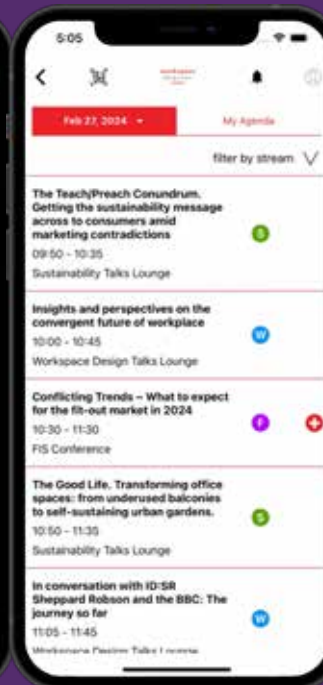 5:05
Feb 27, 2024
My Agenda
filter by stream
The Teach/Preach Conundrum.
Getting the sustainability message
across to consumers amid
marketing contradictions
S
09:50 - 10:35
Sustainability Talks Lounge
Insights and perspectives on the
convergent future of workplace
W
10:00 - 10:45
Workspace Design Talks Lounge
Conflicting Trends – What to expect
for the fit-out market in 2024
F
10:30 - 11:30
FIS Conference
The Good Life. Transforming office
spaces: from underused balconies
to self-sustaining urban gardens.
S
10:50 - 11:35
Sustainability Talks Lounge
In conversation with ID:SR
Sheppard Robson and the BBC: The
journey so far
W
11:05 - 11:45
Workspace Design Talks Lounge